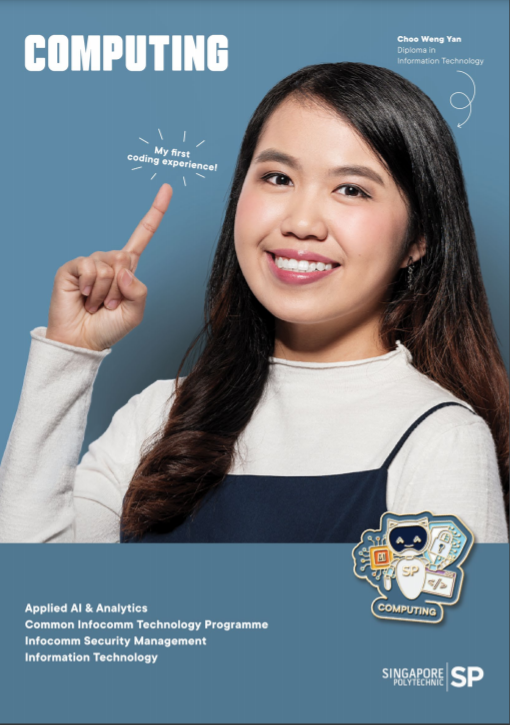 COMPUTING
Choo Weng Yan
Diploma in
Information Technology
My first
coding experience!
AI
SP
</>
COMPUTING
Applied AI & Analytics
Common Infocomm Technology Programme
Infocomm Security Management
Information Technology
SINGAPORE
POLYTECHNIC
SP